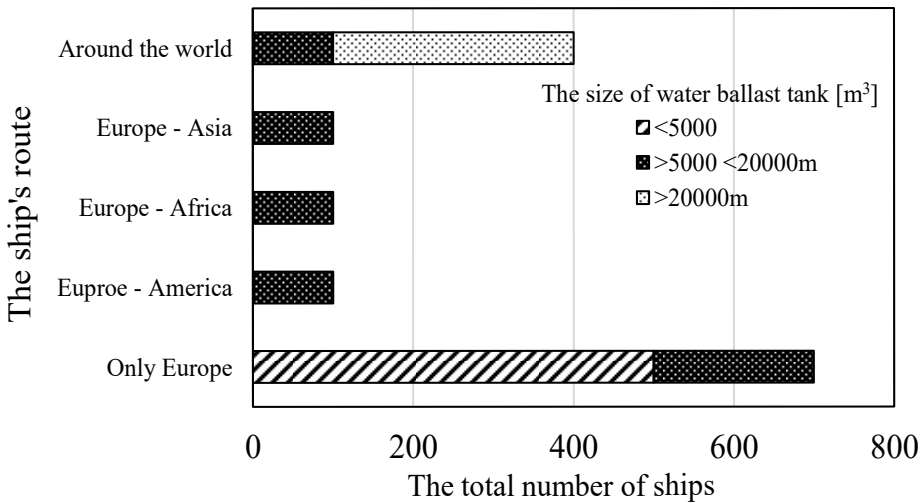 Around the world
The size of water ballast tank [m³]
Europe - Asia
<5000
>5000 <20000m
Europe - Africa
>20000m
Euproe - America
Only Europe
0 200 400 600 800
The total number of ships
The ship's route